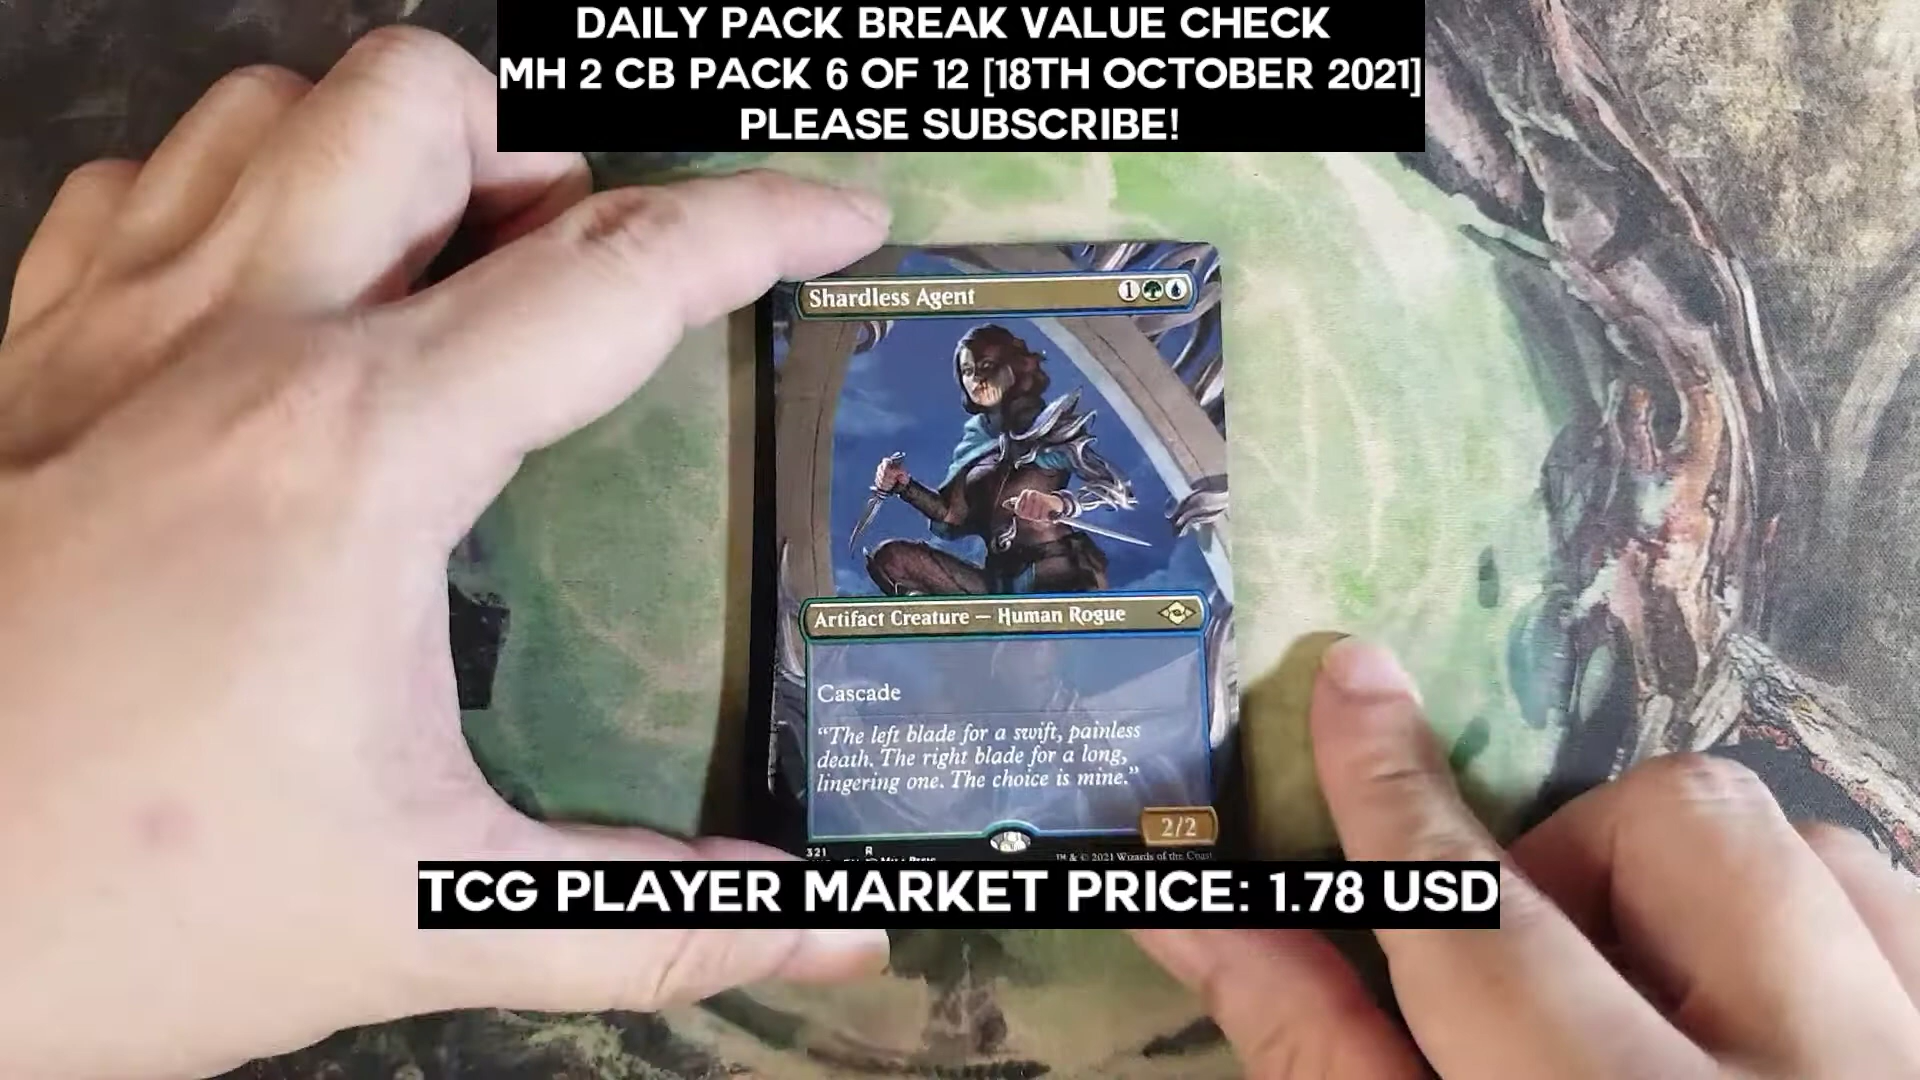 DAILY PACK BREAK VALUE CHECK
MH 2 CB PACK 6 OF 12 [18TH OCTOBER 2021]
PLEASE SUBSCRIBE!
Shardless Agent 1
Artifact Creature — Human Rogue
Cascade
“The left blade for a swift, painless
death. The right blade for a long,
lingering one. The choice is mine.”
2/2
321 R
™ & © 2021 Wizards of the Coast
TCG PLAYER MARKET PRICE: 1.78 USD